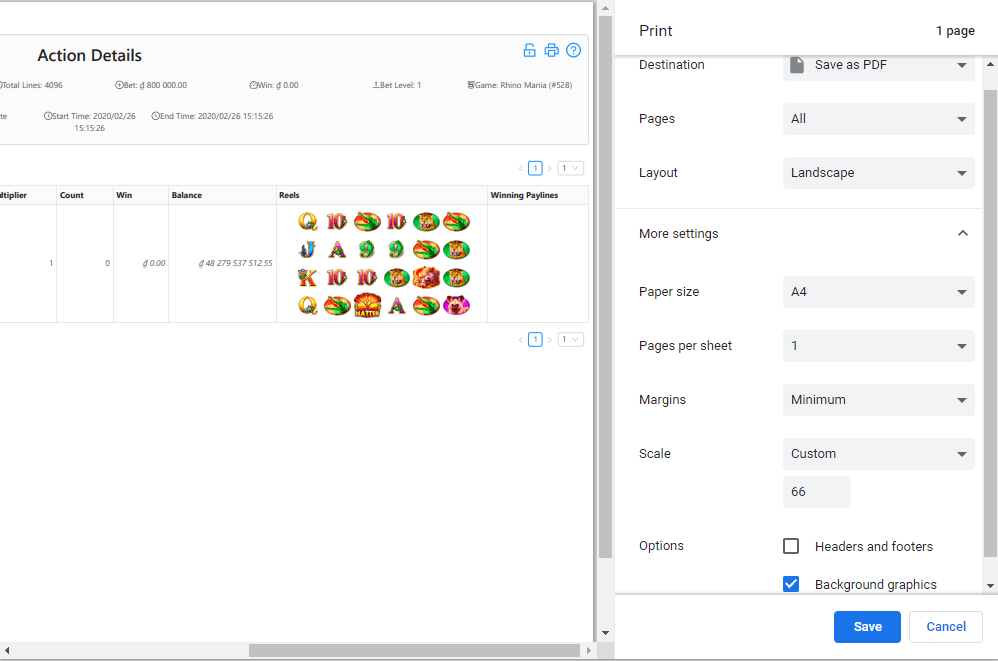 Action Details
Total Lines: 4096 Bet: ₫ 800 000.00 Win: ₫ 0.00 Bet Level: 1 Game: Rhino Mania (#528)
te Start Time: 2020/02/26 End Time: 2020/02/26 15:15:26
15:15:26
< 1 > 1
ltiplier Count Win Balance Reels Winning Paylines
Q 10 10
J A 9 9
1 0 ₫ 0.00 ₫ 48 279 537 512.55
K 10 10
Q A
< 1 > 1
Print 1 page
Destination Save as PDF
Pages All
Layout Landscape
More settings
Paper size A4
Pages per sheet 1
Margins Minimum
Scale Custom
66
Options Headers and footers
Background graphics
Save Cancel